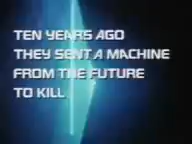 TEN YEARS AGO
THEY SENT A MACHINE
FROM THE FUTURE
TO KILL